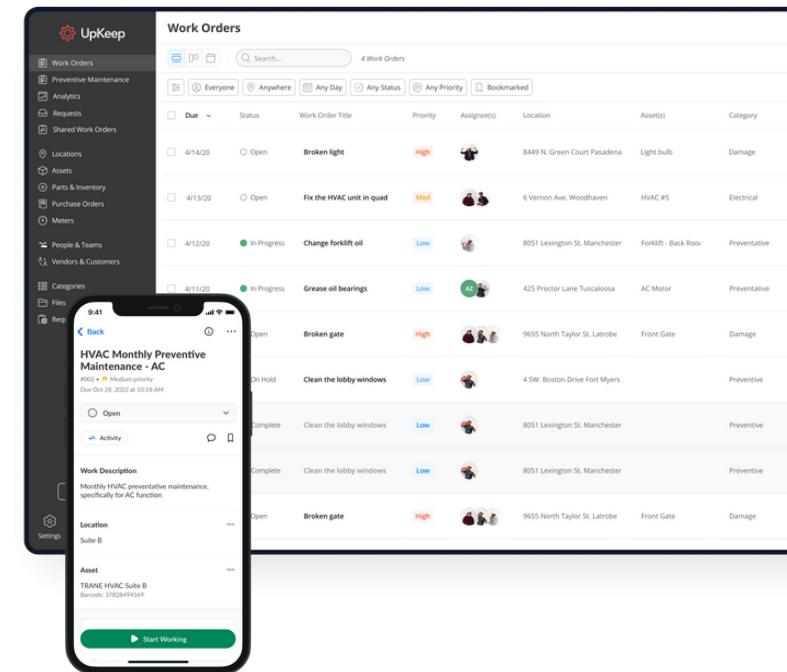 UpKeep
Work Orders
Preventive Maintenance
Analytics
Requests
Shared Work Orders
Locations
Assets
Parts & Inventory
Purchase Orders
Meters
People & Teams
Vendors & Customers
Categories
Files
Requ
Settings
Work Orders
Search... 4 Work Orders
Everyone Anywhere Any Day Any Status Any Priority Bookmarked
Due Status Work Order Title Priority Assignee(s) Location Asset(s) Category
4/14/20 Open Broken light High 8449 N. Green Court Pasadena Light bulb Damage
4/13/20 Open Fix the HVAC unit in quad Med 6 Vernon Ave. Woodhaven HVAC #5 Electrical
4/12/20 In Progress Change forklift oil Low 8051 Lexington St. Manchester Forklift - Back Roo Preventative
4/11/20 In Progress Grease oil bearings Low AZ 425 Proctor Lane Tuscaloosa AC Motor Preventative
Open Broken gate High 9655 North Taylor St. Latrobe Front Gate Damage
On Hold Clean the lobby windows Low 4 SW. Boston Drive Fort Myers Preventive
Complete Clean the lobby windows Low 8051 Lexington St. Manchester Preventive
Complete Clean the lobby windows Low 8051 Lexington St. Manchester Preventive
Open Broken gate High 9655 North Taylor St. Latrobe Front Gate Damage
9:41
Back
HVAC Monthly Preventive
Maintenance - AC
#002 • Medium priority
Due Oct 28, 2022 at 10:18 AM
Open
Activity
Work Description
Monthly HVAC preventative maintenance,
specifically for AC function
Location
Suite B
Asset
TRANE HVAC Suite B
Barcode: 37828494569
Start Working